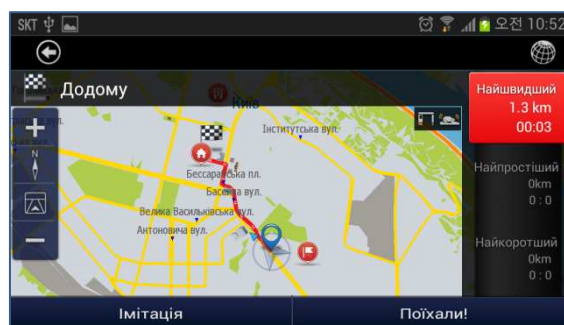 SKT 오전 10:52
Додому
Київ
вул.
Інститутська вул.
N
Бессарабська пл.
Басейна вул.
Велика Васильківська вул.
Антоновича вул.
Найшвидший
1.3 km
00:03
Найпростіший
0km
0 : 0
Найкоротший
0km
0 : 0
Імітація
Поїхали!